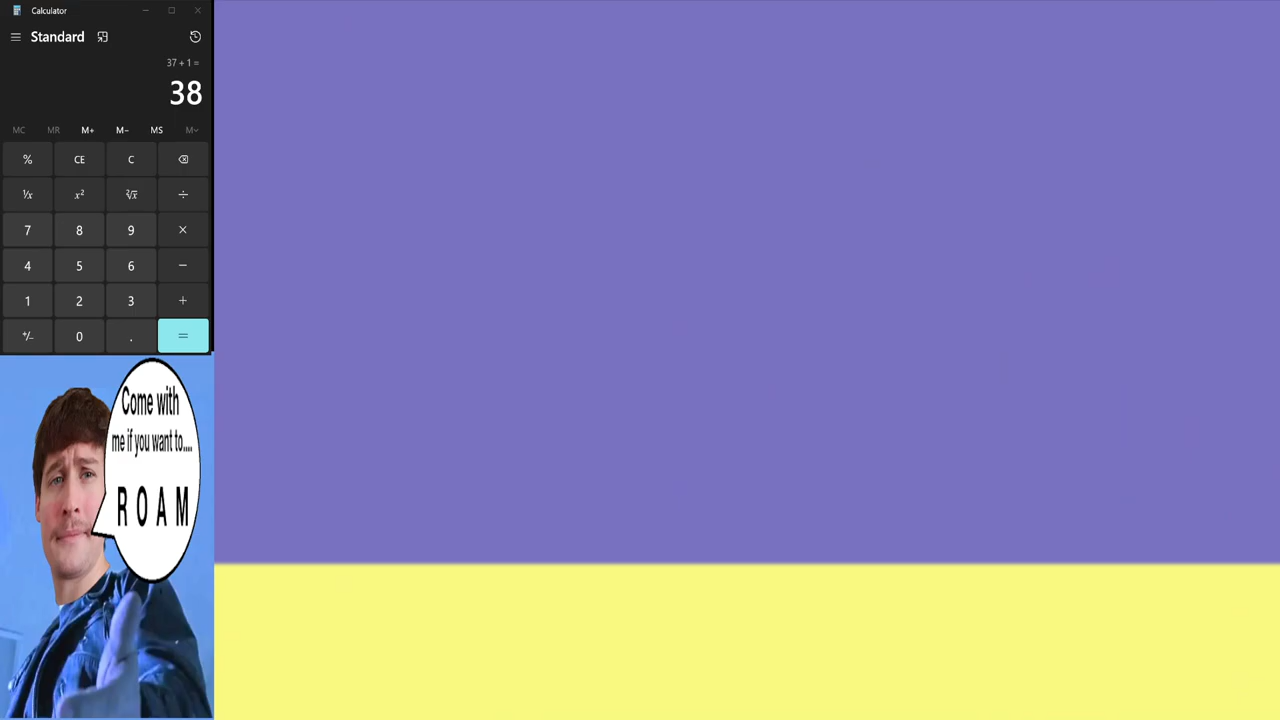 Calculator
Standard
37 + 1 =
38
MC MR M+ M− MS M˅
% CE C
¹/x x² ²√x ÷
7 8 9 ×
4 5 6 −
1 2 3 +
+/− 0 . =
Come with
me if you want to....
R O A M